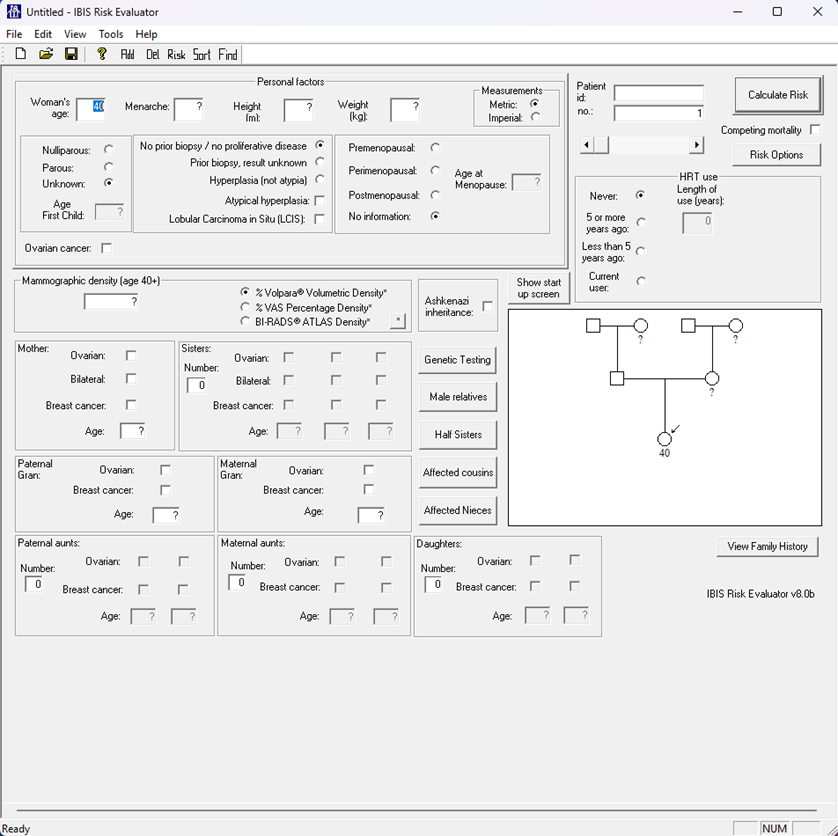 Untitled - IBIS Risk Evaluator
File Edit View Tools Help
? Add Del Risk Sort Find
Personal factors
Woman's age: 40
Menarche: ?
Height (m): ?
Weight (kg): ?
Measurements
Metric:
Imperial:
Nulliparous:
Parous:
Unknown:
Age First Child: ?
No prior biopsy / no proliferative disease
Prior biopsy, result unknown
Hyperplasia (not atypia)
Atypical hyperplasia:
Lobular Carcinoma in Situ (LCIS):
Premenopausal:
Perimenopausal:
Postmenopausal:
No information:
Age at Menopause: ?
Ovarian cancer:
Patient id:
no.: 1
Calculate Risk
Competing mortality
Risk Options
HRT use
Never:
5 or more years ago:
Less than 5 years ago:
Current user:
Length of use (years):
0
Mammographic density (age 40+)
?
% Volpara® Volumetric Density*
% VAS Percentage Density*
BI-RADS® ATLAS Density*
*
Ashkenazi inheritance:
Show start up screen
Mother:
Ovarian:
Bilateral:
Breast cancer:
Age: ?
Sisters:
Number: 0
Ovarian:
Bilateral:
Breast cancer:
Age: ? ? ?
Genetic Testing
Male relatives
Half Sisters
Affected cousins
Affected Nieces
? ?
?
40
Paternal Gran:
Ovarian:
Breast cancer:
Age: ?
Maternal Gran:
Ovarian:
Breast cancer:
Age: ?
Paternal aunts:
Number: 0
Ovarian:
Breast cancer:
Age: ? ?
Maternal aunts:
Number: 0
Ovarian:
Breast cancer:
Age: ? ?
Daughters:
Number: 0
Ovarian:
Breast cancer:
Age: ? ?
View Family History
IBIS Risk Evaluator v8.0b
Ready
NUM